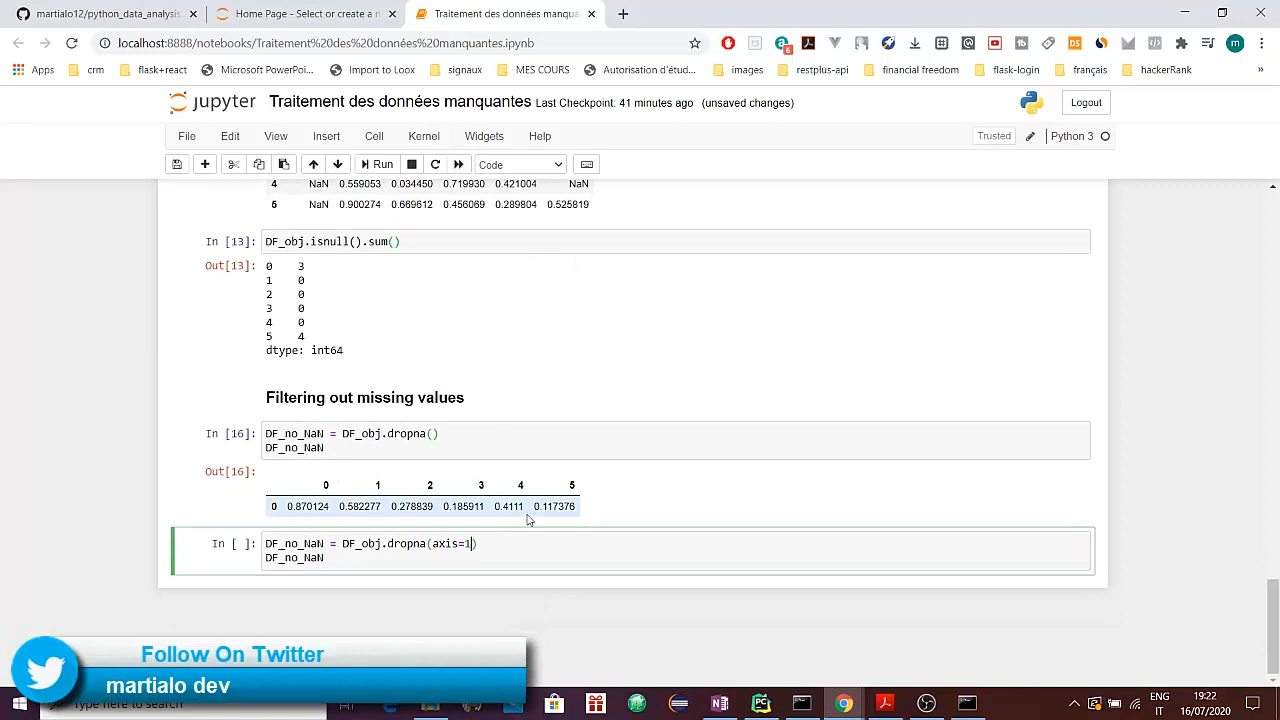 martialo12/python_data_analysis
Home Page - Select or create a n
Traitement des données manqua
localhost:8888/notebooks/Traitement%20des%20données%20manquantes.ipynb
Apps
crm
flask+react
Microsoft PowerPoi...
Import to Loox
signaux
MES COURS
Autorisation d'étud...
images
restplus-api
financial freedom
flask-login
français
hackerRank
»
jupyter Traitement des données manquantes Last Checkpoint: 41 minutes ago (unsaved changes)
Logout
File Edit View Insert Cell Kernel Widgets Help
Trusted
Python 3
Run
Code
4 NaN 0.559053 0.034450 0.719930 0.421004 NaN
5 NaN 0.900274 0.669612 0.456069 0.289804 0.525819
In [13]: DF_obj.isnull().sum()
Out[13]: 0 3
1 0
2 0
3 0
4 0
5 4
dtype: int64
Filtering out missing values
In [16]: DF_no_NaN = DF_obj.dropna()
DF_no_NaN
Out[16]:
0 1 2 3 4 5
0 0.870124 0.582277 0.278839 0.185911 0.4111 0.117376
In [ ]: DF_no_NaN = DF_obj.dropna(axis=1)
DF_no_NaN
Follow On Twitter
martialo dev
Type here to search
ENG
IT
19:22
16/07/2020